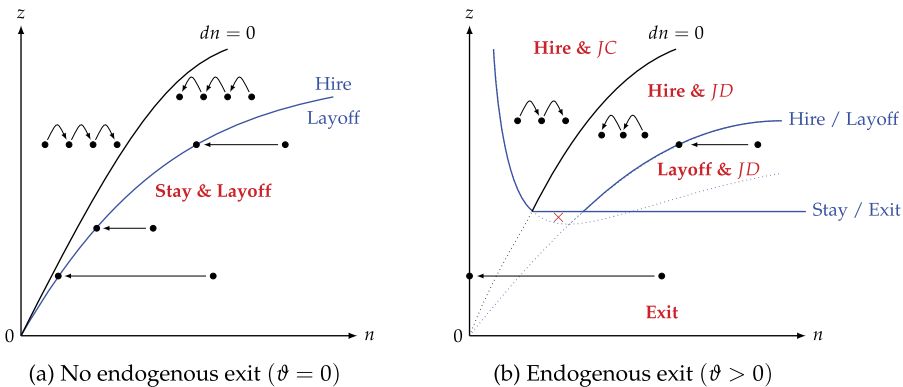 z
dn = 0
Hire
Layoff
Stay & Layoff
0
n
(a) No endogenous exit (ϑ = 0)
z
dn = 0
Hire & JC
Hire & JD
Hire / Layoff
Layoff & JD
Stay / Exit
Exit
0
n
(b) Endogenous exit (ϑ > 0)